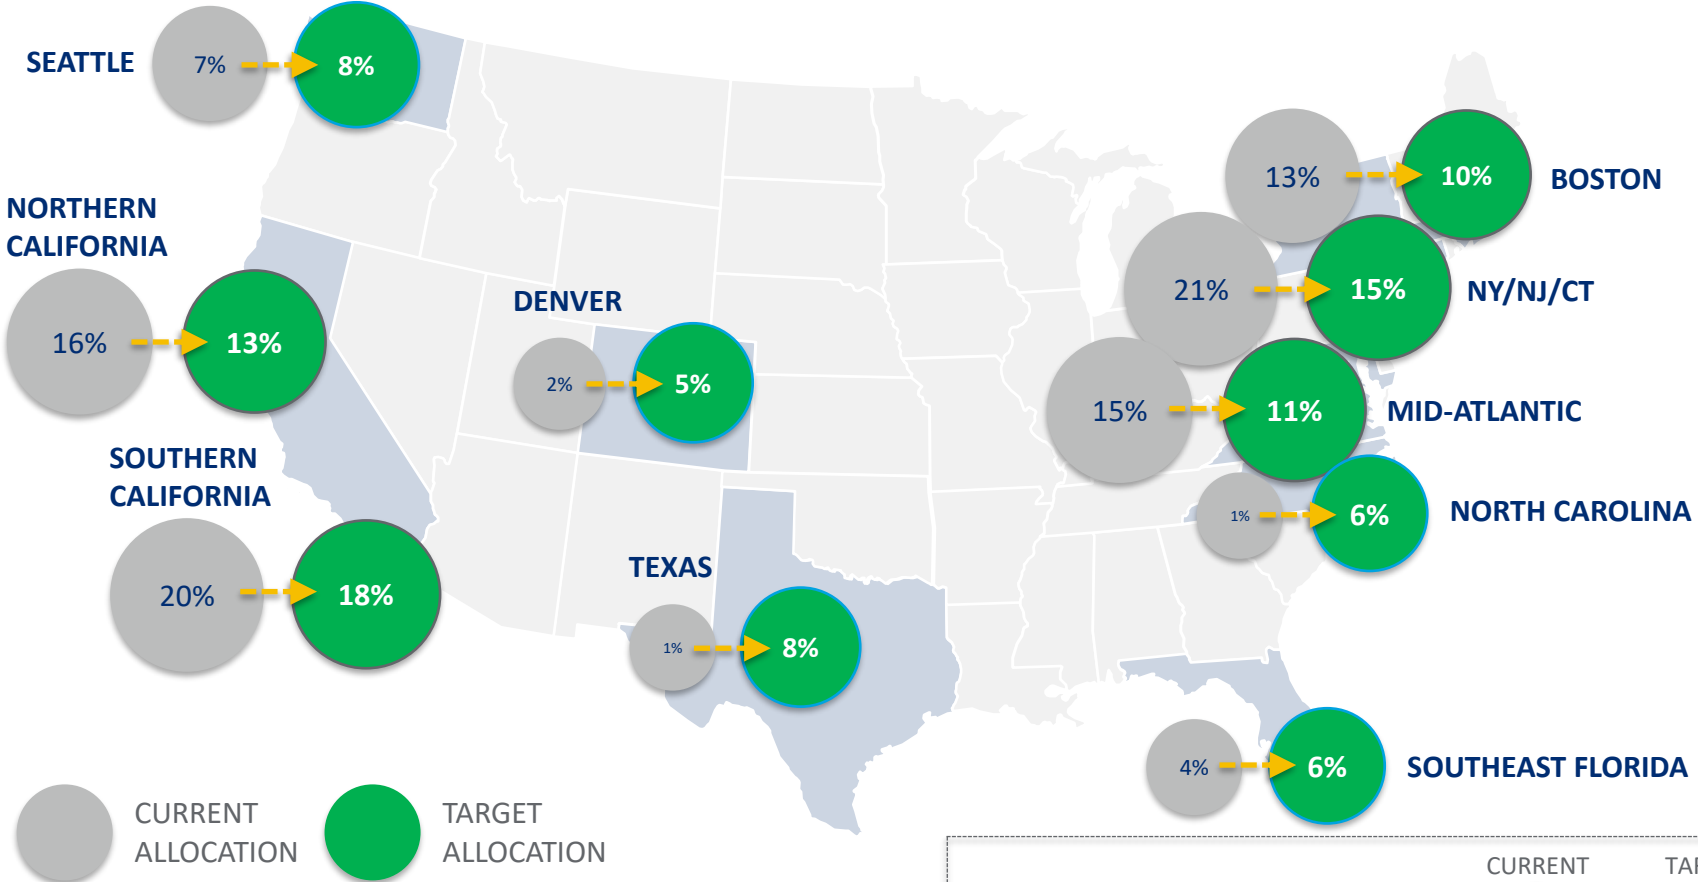 SEATTLE
7%
8%
NORTHERN
CALIFORNIA
16%
13%
SOUTHERN
CALIFORNIA
20%
18%
DENVER
2%
5%
TEXAS
1%
8%
13%
10%
BOSTON
21%
15%
NY/NJ/CT
15%
11%
MID-ATLANTIC
1%
6%
NORTH CAROLINA
4%
6%
SOUTHEAST FLORIDA
CURRENT
ALLOCATION
TARGET
ALLOCATION
CURRENT